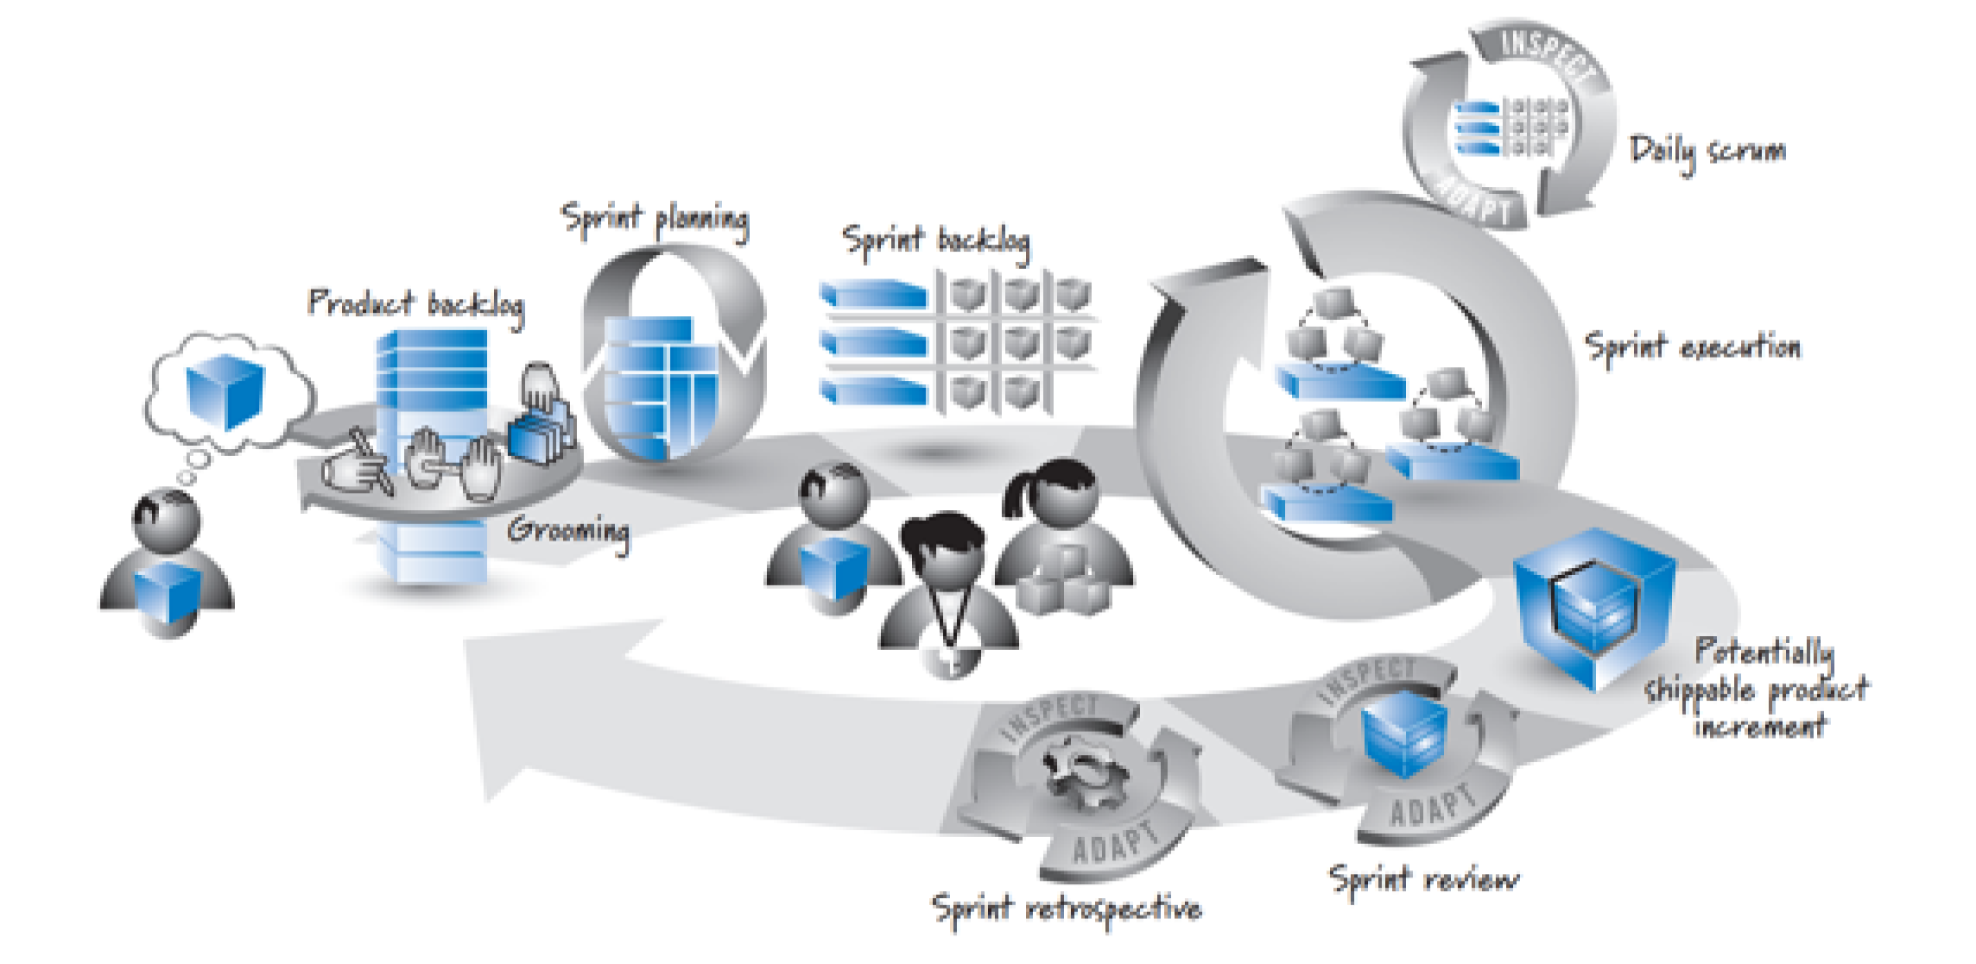 INSPECT
ADAPT
Daily scrum
Sprint planning
Sprint backlog
Product backlog
Sprint execution
Grooming
Potentially
shippable product
increment
INSPECT
ADAPT
Sprint review
INSPECT
ADAPT
Sprint retrospective